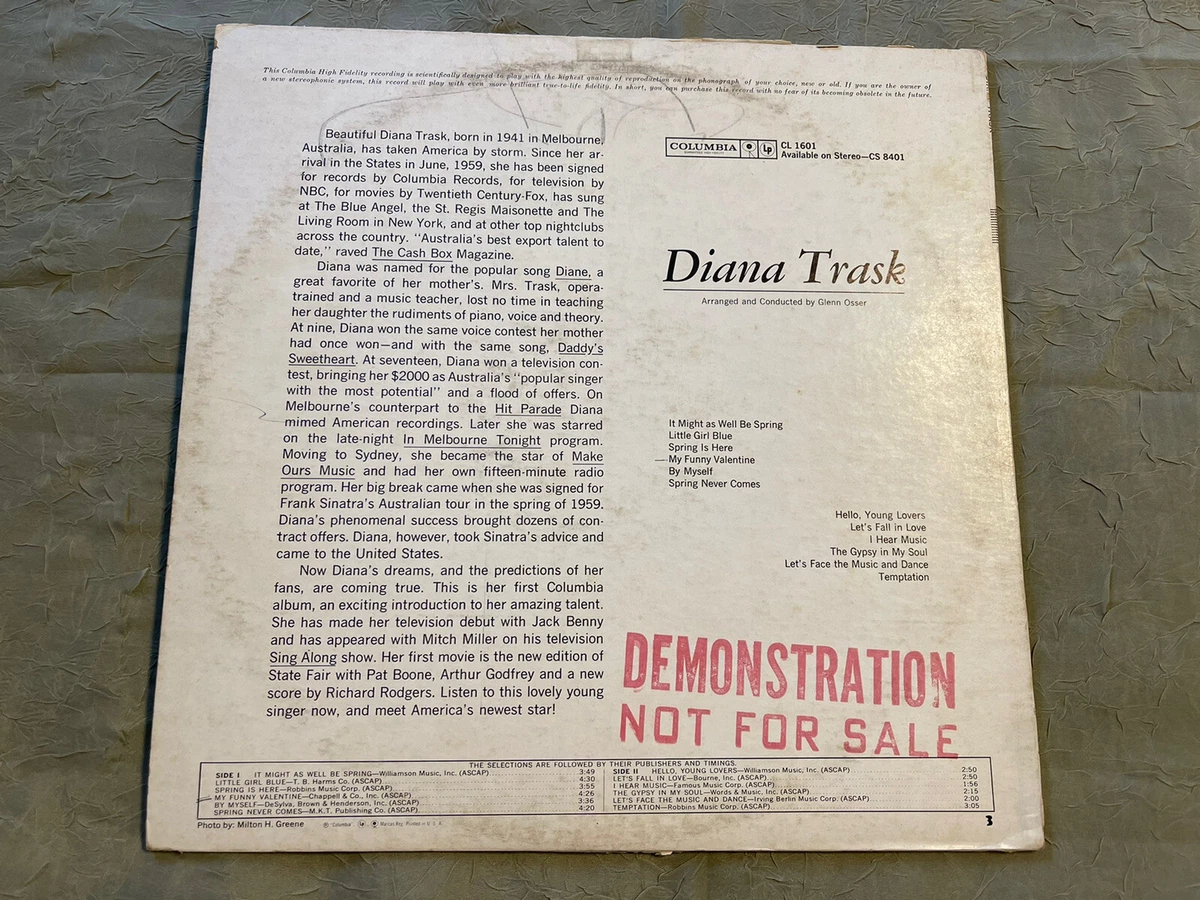 This Columbia High Fidelity recording is scientifically designed to play with the highest quality of reproduction on the phonograph of your choice, new or old. If you are the owner of
a new stereophonic system, this record will play with even more brilliant true-to-life fidelity. In short, you can purchase this record with no fear of its becoming obsolete in the future.
Beautiful Diana Trask, born in 1941 in Melbourne,
Australia, has taken America by storm. Since her ar-
rival in the States in June, 1959, she has been signed
for records by Columbia Records, for television by
NBC, for movies by Twentieth Century-Fox, has sung
at The Blue Angel, the St. Regis Maisonette and The
Living Room in New York, and at other top nightclubs
across the country. "Australia's best export talent to
date," raved The Cash Box Magazine.
Diana was named for the popular song Diane, a
great favorite of her mother's. Mrs. Trask, opera-
trained and a music teacher, lost no time in teaching
her daughter the rudiments of piano, voice and theory.
At nine, Diana won the same voice contest her mother
had once won—and with the same song, Daddy's
Sweetheart. At seventeen, Diana won a television con-
test, bringing her $2000 as Australia's "popular singer
with the most potential" and a flood of offers. On
Melbourne's counterpart to the Hit Parade Diana
mimed American recordings. Later she was starred
on the late-night In Melbourne Tonight program.
Moving to Sydney, she became the star of Make
Ours Music and had her own fifteen-minute radio
program. Her big break came when she was signed for
Frank Sinatra's Australian tour in the spring of 1959.
Diana's phenomenal success brought dozens of con-
tract offers. Diana, however, took Sinatra's advice and
came to the United States.
Now Diana's dreams, and the predictions of her
fans, are coming true. This is her first Columbia
album, an exciting introduction to her amazing talent.
She has made her television debut with Jack Benny
and has appeared with Mitch Miller on his television
Sing Along show. Her first movie is the new edition of
State Fair with Pat Boone, Arthur Godfrey and a new
score by Richard Rodgers. Listen to this lovely young
singer now, and meet America's newest star!
COLUMBIA Lp CL 1601
Available on Stereo—CS 8401
Diana Trask
Arranged and Conducted by Glenn Osser
It Might as Well Be Spring
Little Girl Blue
Spring Is Here
My Funny Valentine
By Myself
Spring Never Comes
Hello, Young Lovers
Let's Fall in Love
I Hear Music
The Gypsy in My Soul
Let's Face the Music and Dance
Temptation
DEMONSTRATION
NOT FOR SALE
THE SELECTIONS ARE FOLLOWED BY THEIR PUBLISHERS AND TIMINGS.
SIDE I IT MIGHT AS WELL BE SPRING—Williamson Music, Inc. (ASCAP) 3:49
LITTLE GIRL BLUE—T. B. Harms Co. (ASCAP) 4:30
SPRING IS HERE—Robbins Music Corp. (ASCAP) 3:55
MY FUNNY VALENTINE—Chappell & Co., Inc. (ASCAP) 4:26
BY MYSELF—DeSylva, Brown & Henderson, Inc. (ASCAP) 3:36
SPRING NEVER COMES—M.K.T. Publishing Co. (ASCAP) 4:20
SIDE II HELLO, YOUNG LOVERS—Williamson Music, Inc. (ASCAP) 2:50
LET'S FALL IN LOVE—Bourne, Inc. (ASCAP) 2:50
I HEAR MUSIC—Famous Music Corp. (ASCAP) 1:56
THE GYPSY IN MY SOUL—Words & Music, Inc. (ASCAP) 2:15
LET'S FACE THE MUSIC AND DANCE—Irving Berlin Music Corp. (ASCAP) 2:00
TEMPTATION—Robbins Music Corp. (ASCAP) 3:05
Photo by: Milton H. Greene ® "Columbia" Lp Marcas Reg. Printed in U. S. A.
3